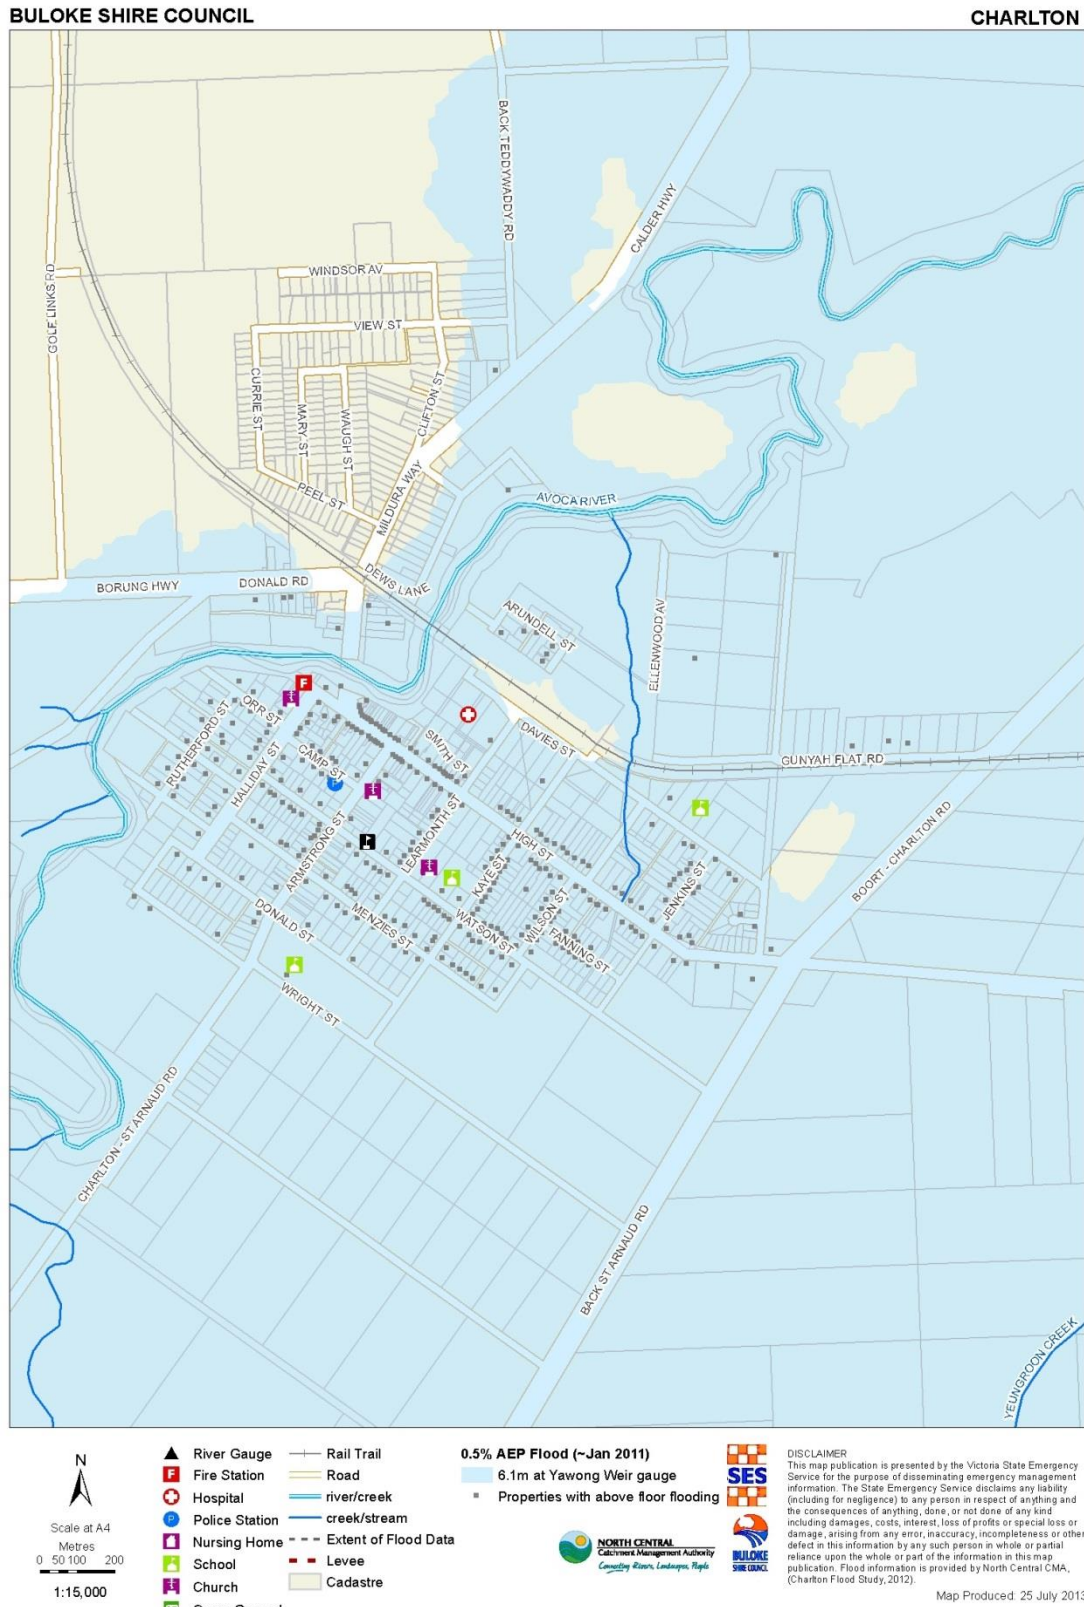 BULOKE SHIRE COUNCIL
CHARLTON
BACK TEDDYWADDY RD
CALDER HWY
GOLF LINKS RD
WINDSOR AV
VIEW ST
CURRIE ST
MARY ST
WAUGH ST
CLIFTON ST
PEEL ST
MILDURA WAY
AVOCA RIVER
DEWS LANE
BORUNG HWY
DONALD RD
ARUNDELL ST
ELLENWOOD AV
RUTHERFORD ST
ORR ST
HALLIDAY ST
CAMP ST
SMITH ST
DAVIES ST
GUNYAH FLAT RD
ARMSTRONG ST
LEARMONTH ST
HIGH ST
KAYE ST
WILSON ST
JENKINS ST
BOORT - CHARLTON RD
DONALD ST
MENZIES ST
WATSON ST
FANNING ST
WRIGHT ST
CHARLTON - ST ARNAUD RD
BACK ST ARNAUD RD
YEUNGROON CREEK
N
Scale at A4
Metres
0 50 100 200
1:15,000
River Gauge
F Fire Station
Hospital
P Police Station
Nursing Home
School
Church
Rail Trail
Road
river/creek
creek/stream
Extent of Flood Data
Levee
Cadastre
0.5% AEP Flood (~Jan 2011)
6.1m at Yawong Weir gauge
Properties with above floor flooding
NORTH CENTRAL
Catchment Management Authority
Connecting Rivers, Landscapes, People
SES
BULOKE
SHIRE COUNCIL
DISCLAIMER
This map publication is presented by the Victoria State Emergency
Service for the purpose of disseminating emergency management
information. The State Emergency Service disclaims any liability
(including for negligence) to any person in respect of anything and
the consequences of anything, done, or not done of any kind
including damages, costs, interest, loss of profits or special loss or
damage, arising from any error, inaccuracy, incompleteness or other
defect in this information by any such person in whole or partial
reliance upon the whole or part of the information in this map
publication. Flood information is provided by North Central CMA,
(Charlton Flood Study, 2012).
Map Produced: 25 July 2013